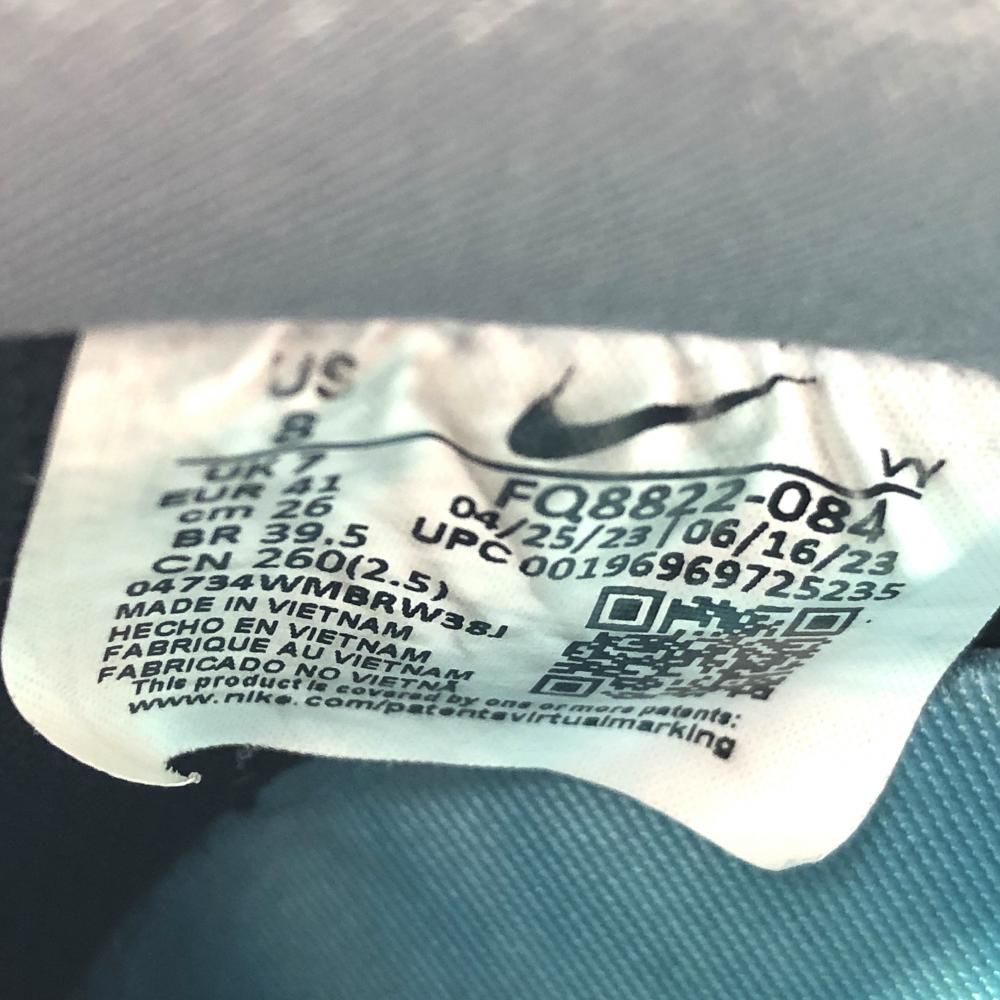 US
8
UK 7
EUR 41
cm 26
BR 39.5
CN 260(2.5)
04734WMBRW38J
MADE IN VIETNAM
HECHO EN VIETNAM
FABRIQUE AU VIETNAM
FABRICADO NO VIETNÃ
This product is covered by one or more patents:
www.nike.com/patentsvirtualmarking
VY
FQ8822-084
04/25/23 06/16/23
UPC 00196969725235